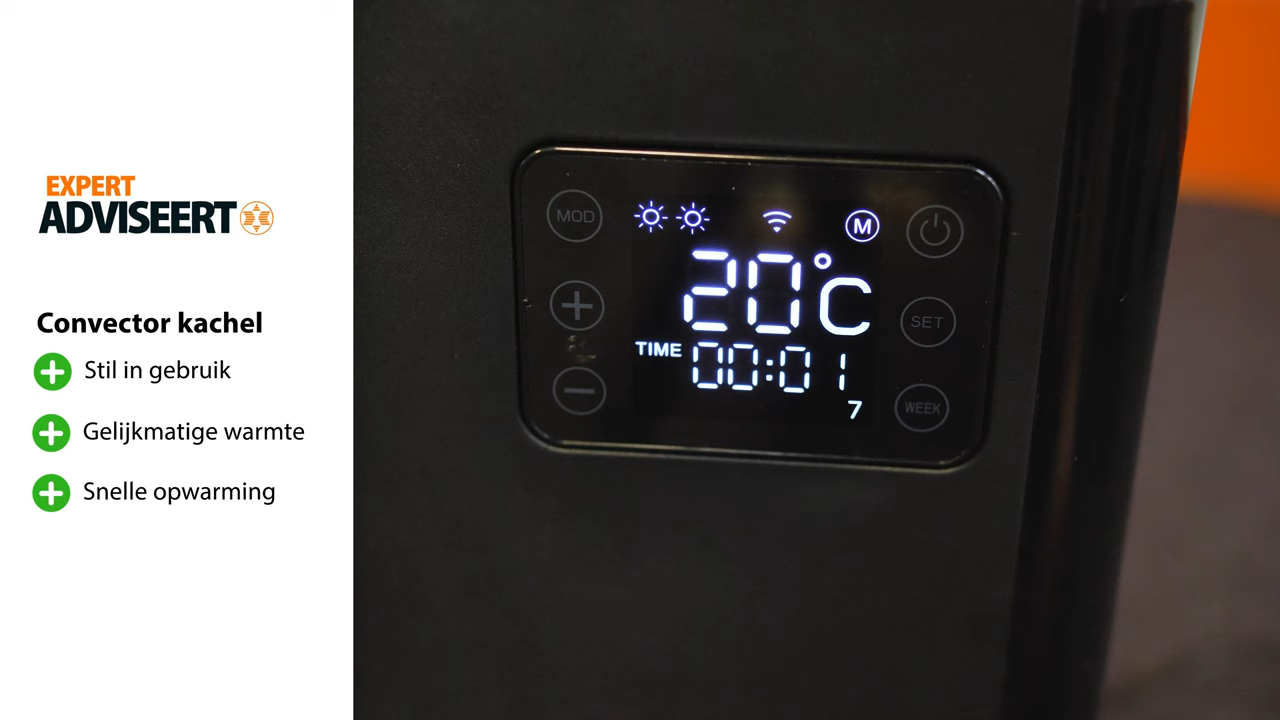 EXPERT
ADVISEERT
Convector kachel
Stil in gebruik
Gelijkmatige warmte
Snelle opwarming
MOD
M
20°C
SET
TIME 00:01
7
WEEK